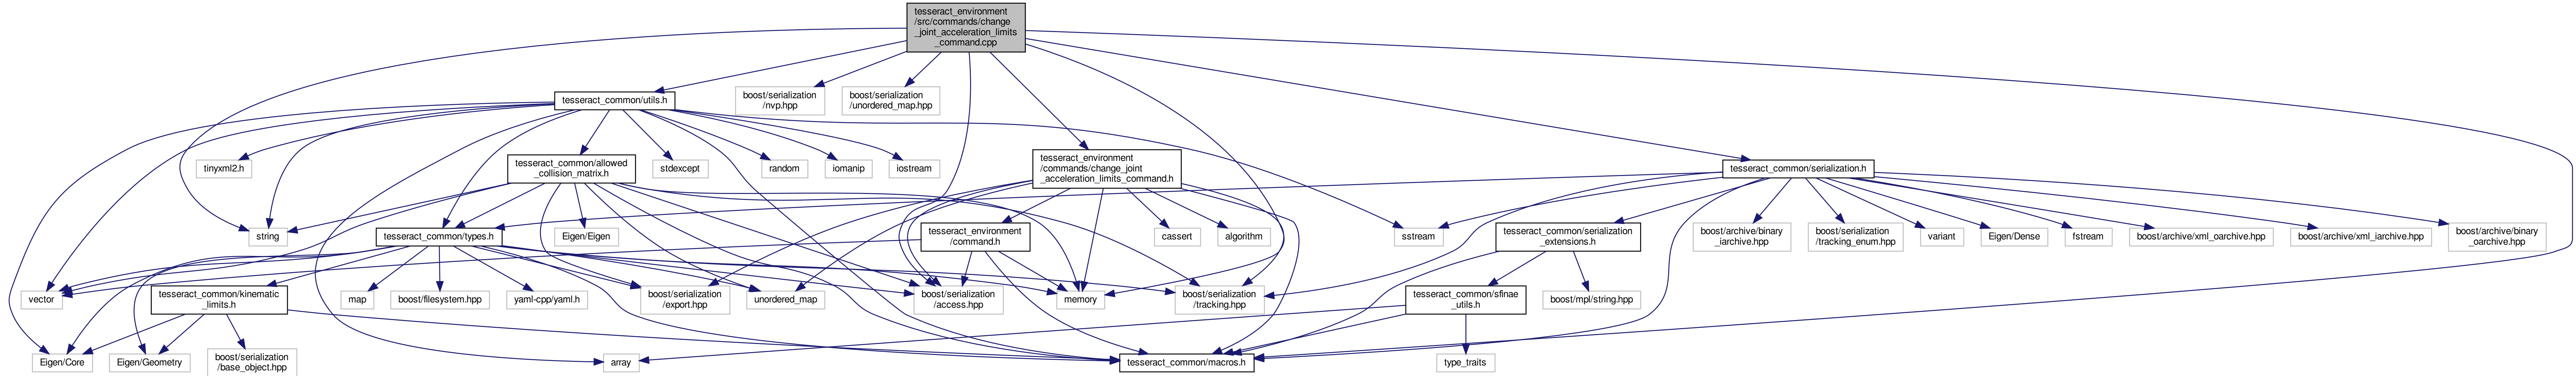 tesseract_environment
/src/commands/change
_joint_acceleration_limits
_command.cpp
tesseract_common/utils.h
boost/serialization
/nvp.hpp
boost/serialization
/unordered_map.hpp
tinyxml2.h
tesseract_common/allowed
_collision_matrix.h
stdexcept
random
iomanip
iostream
tesseract_environment
/commands/change_joint
_acceleration_limits_command.h
tesseract_common/serialization.h
string
tesseract_common/types.h
Eigen/Eigen
tesseract_environment
/command.h
cassert
algorithm
sstream
tesseract_common/serialization
_extensions.h
boost/archive/binary
_iarchive.hpp
boost/serialization
/tracking_enum.hpp
variant
Eigen/Dense
fstream
boost/archive/xml_oarchive.hpp
boost/archive/xml_iarchive.hpp
boost/archive/binary
_oarchive.hpp
vector
tesseract_common/kinematic
_limits.h
map
boost/filesystem.hpp
yaml-cpp/yaml.h
boost/serialization
/export.hpp
unordered_map
boost/serialization
/access.hpp
memory
boost/serialization
/tracking.hpp
tesseract_common/sfinae
_utils.h
boost/mpl/string.hpp
Eigen/Core
Eigen/Geometry
boost/serialization
/base_object.hpp
array
tesseract_common/macros.h
type_traits